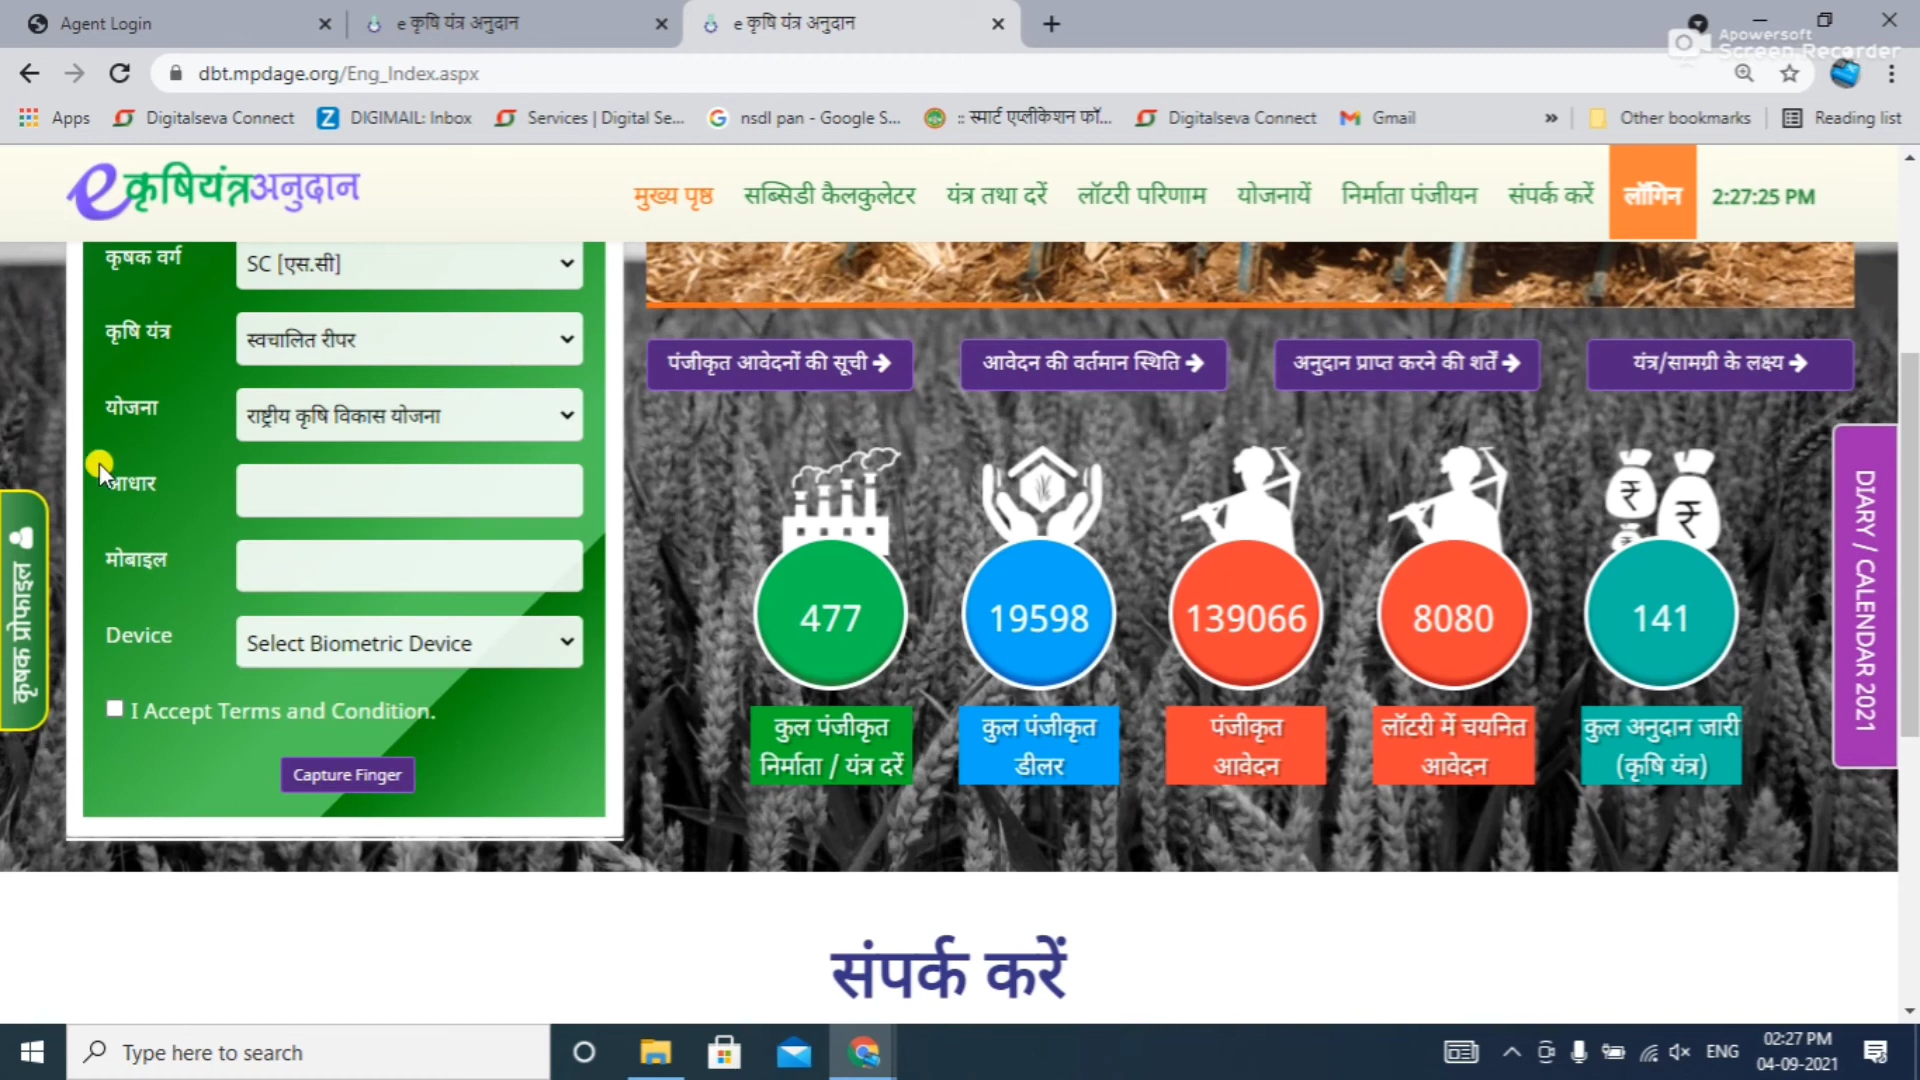 Agent Login
e कृषि यंत्र अनुदान
e कृषि यंत्र अनुदान
Apowersoft
Screen Recorder
dbt.mpdage.org/Eng_Index.aspx
Apps
Digitalseva Connect
DIGIMAIL: Inbox
Services | Digital Se...
nsdl pan - Google S...
:: स्मार्ट एप्लीकेशन फॉ...
Digitalseva Connect
Gmail
»
Other bookmarks
Reading list
e कृषियंत्र अनुदान
मुख्य पृष्ठ
सब्सिडी कैलकुलेटर
यंत्र तथा दरें
लॉटरी परिणाम
योजनायें
निर्माता पंजीयन
संपर्क करें
लॉगिन
2:27:25 PM
कृषक वर्ग
SC [एस.सी]
कृषि यंत्र
स्वचालित रीपर
योजना
राष्ट्रीय कृषि विकास योजना
आधार
मोबाइल
Device
Select Biometric Device
I Accept Terms and Condition.
Capture Finger
कृषक प्रोफाइल
पंजीकृत आवेदनों की सूची
आवेदन की वर्तमान स्थिति
अनुदान प्राप्त करने की शर्तें
यंत्र/सामग्री के लक्ष्य
477
19598
139066
8080
141
कुल पंजीकृत
निर्माता / यंत्र दरें
कुल पंजीकृत
डीलर
पंजीकृत
आवेदन
लॉटरी में चयनित
आवेदन
कुल अनुदान जारी
(कृषि यंत्र)
DIARY / CALENDAR 2021
संपर्क करें
Type here to search
ENG
02:27 PM
04-09-2021